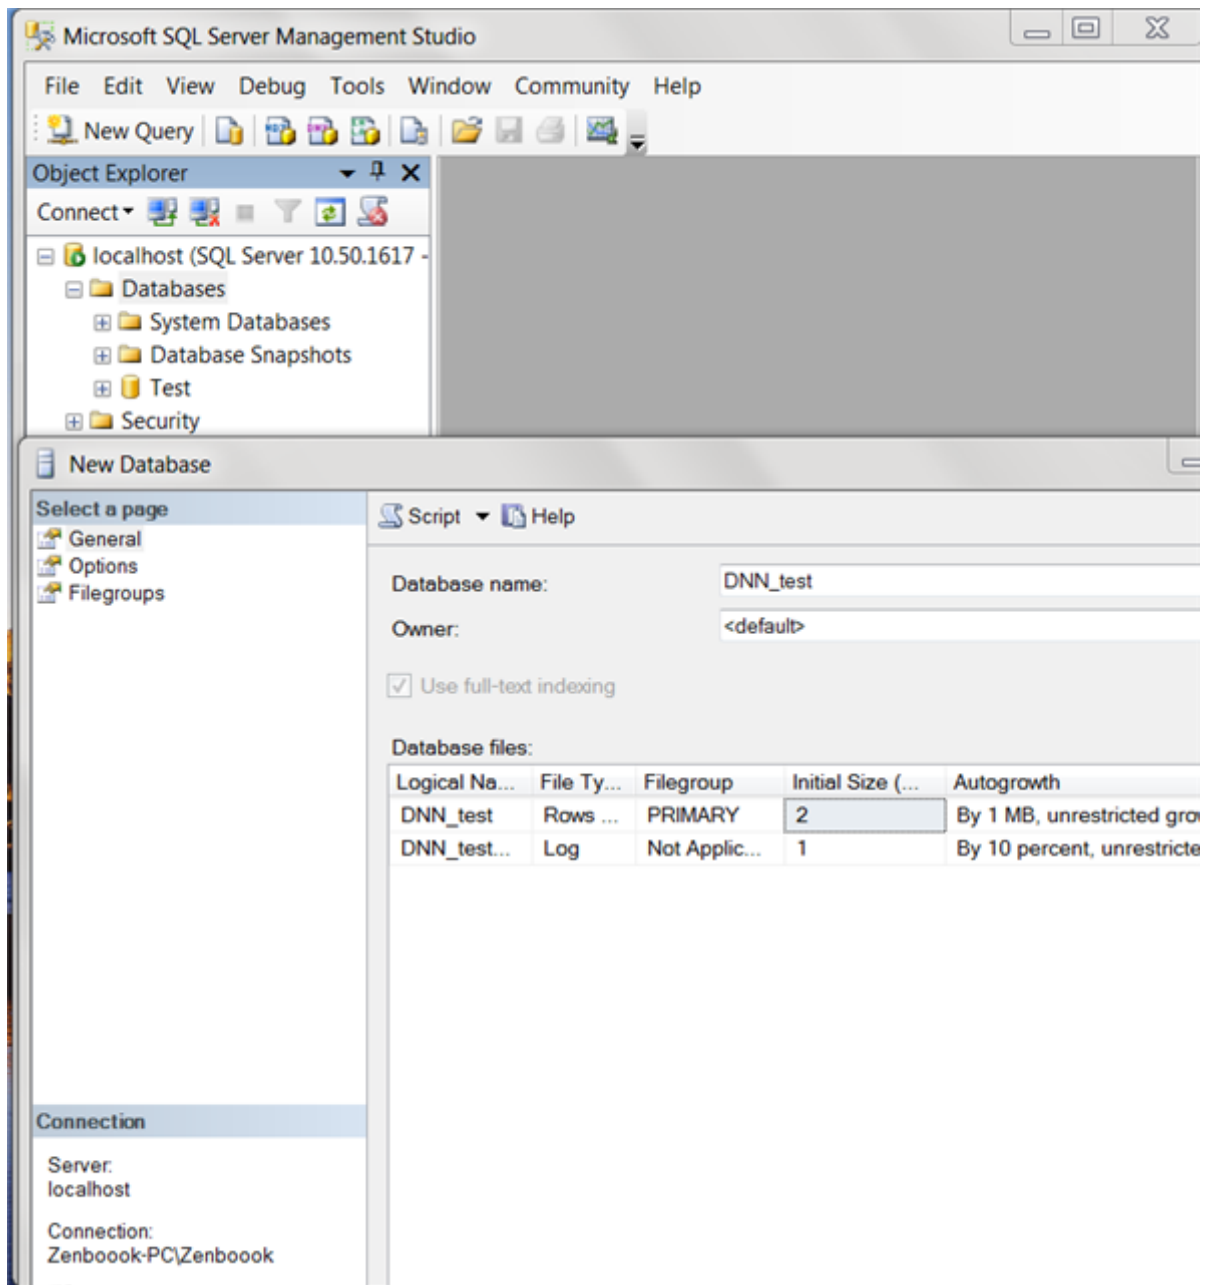 Microsoft SQL Server Management Studio
File Edit View Debug Tools Window Community Help
New Query
Object Explorer
Connect
localhost (SQL Server 10.50.1617 -
Databases
System Databases
Database Snapshots
Test
Security
New Database
Select a page
General
Options
Filegroups
Script Help
Database name: DNN_test
Owner: <default>
Use full-text indexing
Database files:
Logical Na... File Ty... Filegroup Initial Size (... Autogrowth
DNN_test Rows ... PRIMARY 2 By 1 MB, unrestricted gro
DNN_test... Log Not Applic... 1 By 10 percent, unrestricte
Connection
Server:
localhost
Connection:
Zenboook-PC\Zenboook